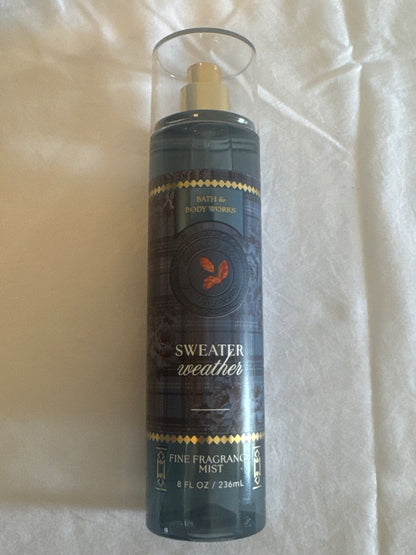 BATH &
BODY WORKS
SWEATER
weather
FINE FRAGRANCE
MIST
8 FL OZ / 236mL